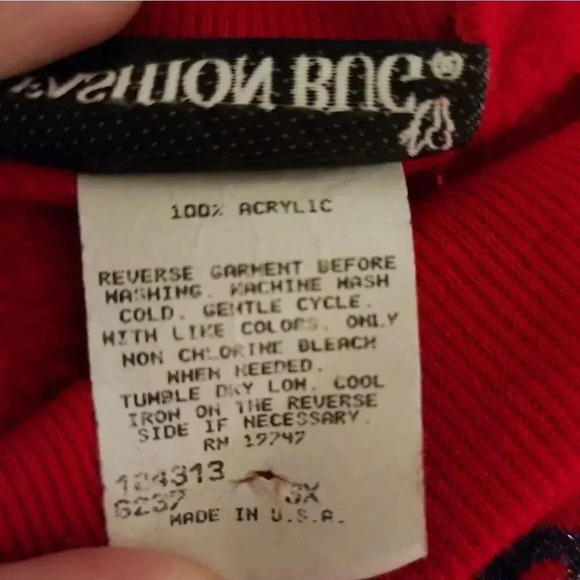 FASHION BUG®
100% ACRYLIC
REVERSE GARMENT BEFORE
WASHING. MACHINE WASH
COLD. GENTLE CYCLE.
WITH LIKE COLORS. ONLY
NON CHLORINE BLEACH
WHEN NEEDED.
TUMBLE DRY LOW. COOL
IRON ON THE REVERSE
SIDE IF NECESSARY.
RN
124313
6237 3X
MADE IN U.S.A.